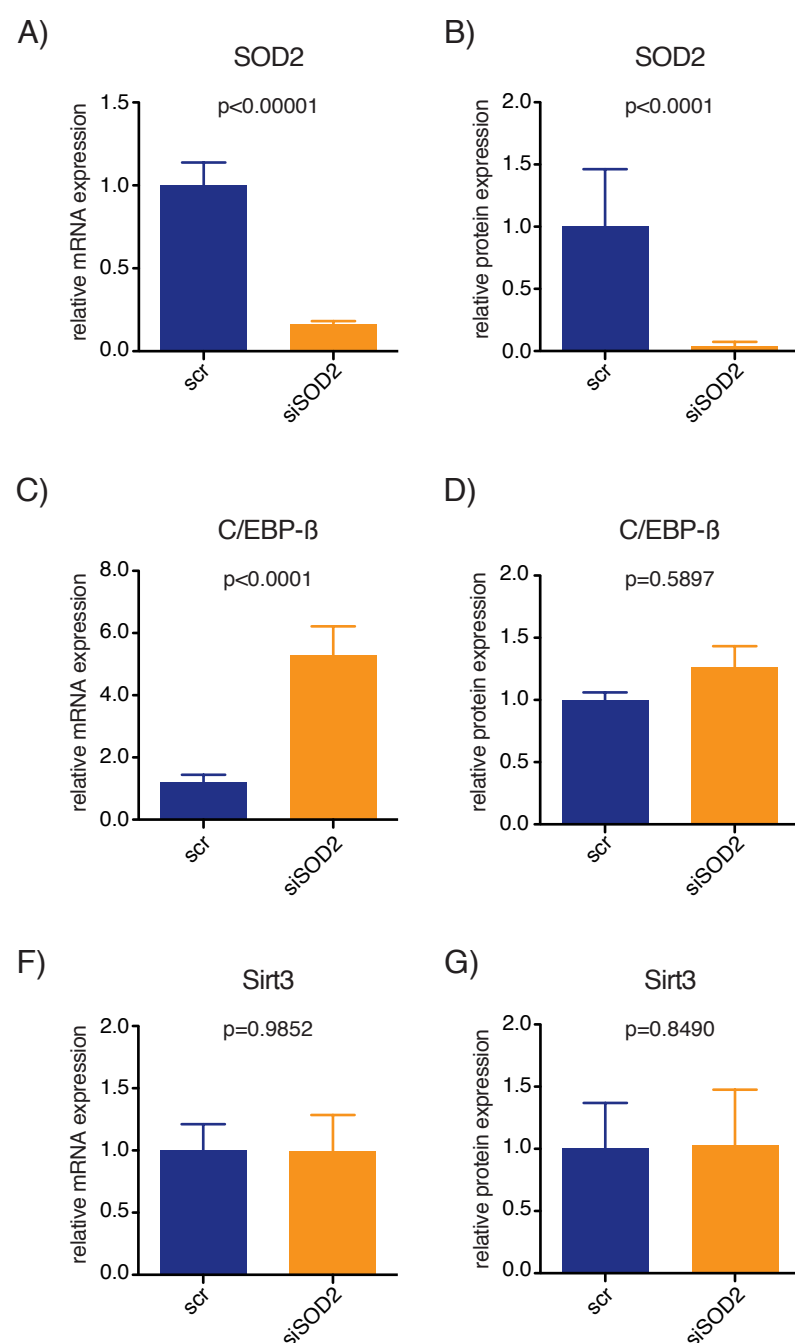 A)
SOD2
p<0.00001
relative mRNA expression
1.5
1.0
0.5
0.0
scr
siSOD2
B)
SOD2
p<0.0001
relative protein expression
2.0
1.5
1.0
0.5
0.0
scr
siSOD2
C)
C/EBP-ß
p<0.0001
relative mRNA expression
8.0
6.0
4.0
2.0
0.0
scr
siSOD2
D)
C/EBP-ß
p=0.5897
relative protein expression
2.0
1.5
1.0
0.5
0.0
scr
siSOD2
F)
Sirt3
p=0.9852
relative mRNA expression
2.0
1.5
1.0
0.5
0.0
scr
siSOD2
G)
Sirt3
p=0.8490
relative protein expression
2.0
1.5
1.0
0.5
0.0
scr
siSOD2